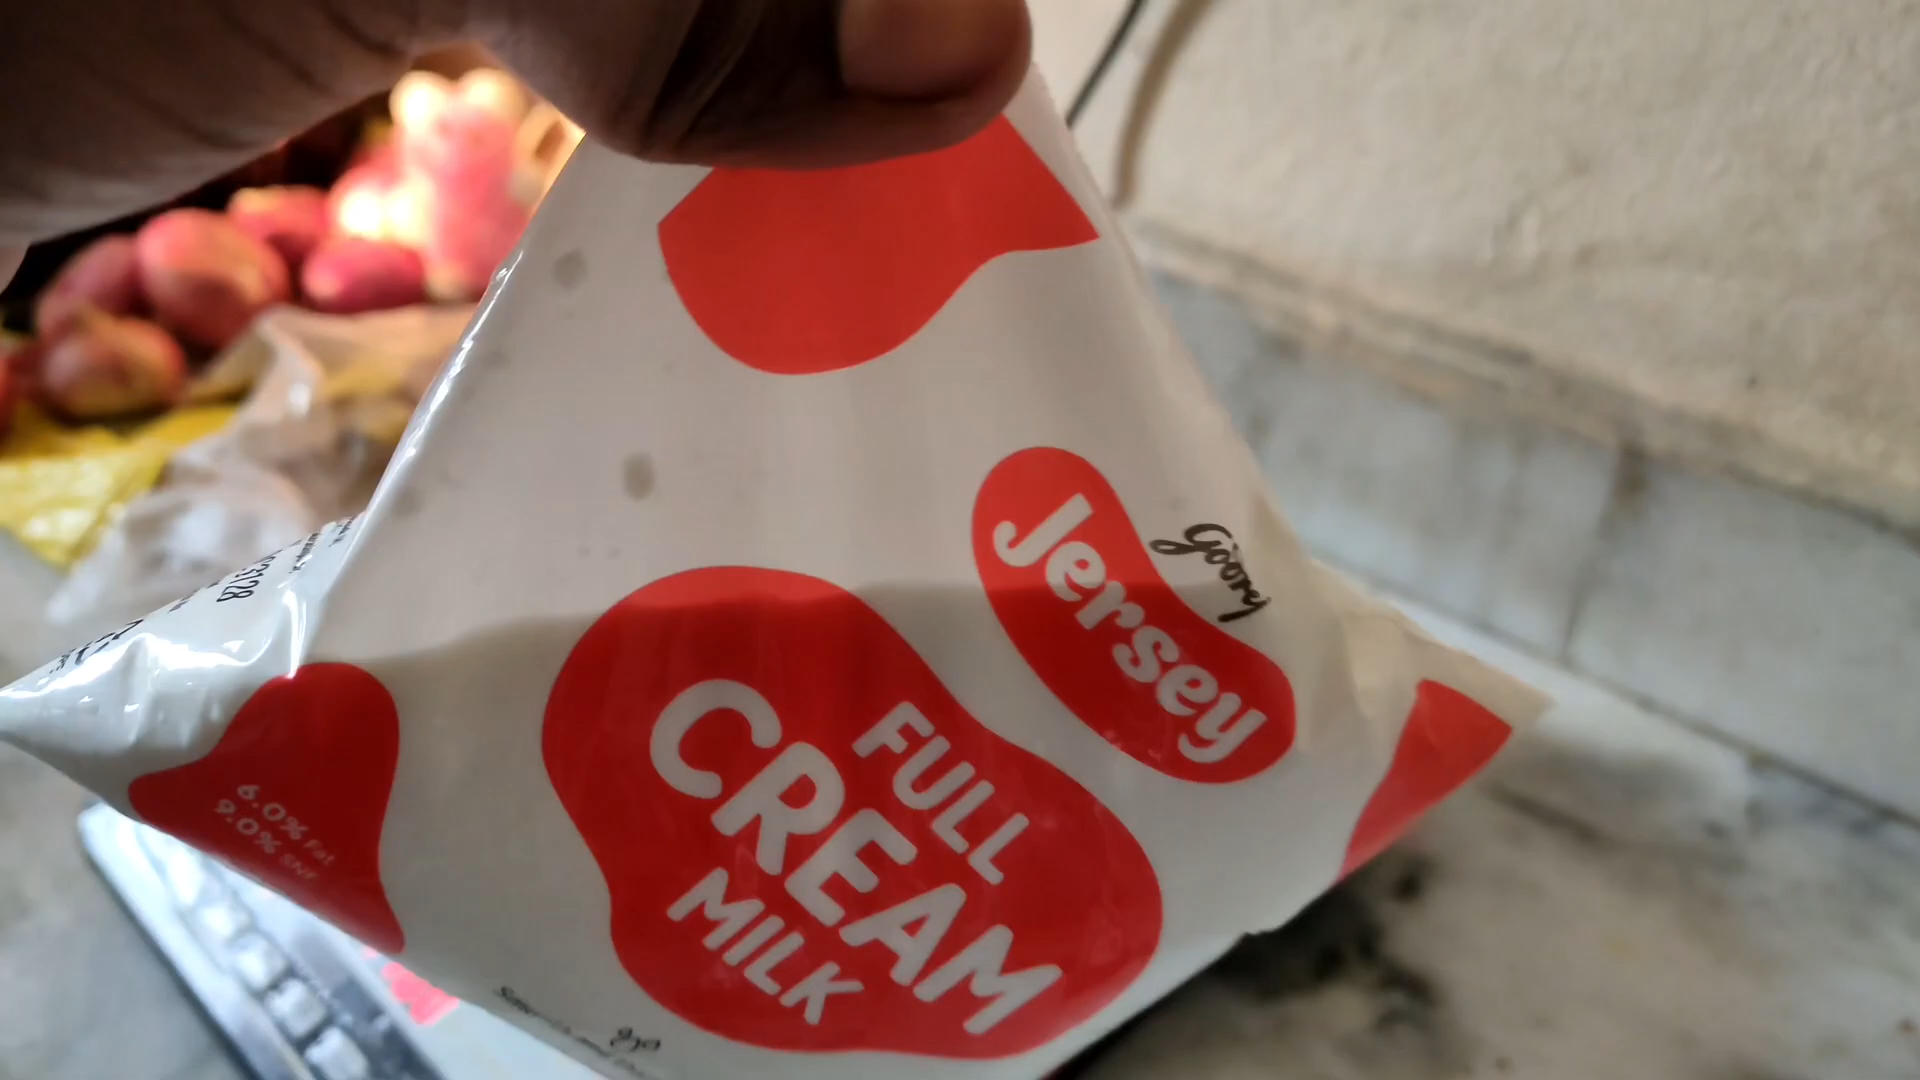 Godrej
Jersey
FULL
CREAM
MILK
6.0% Fat
9.0% SNF